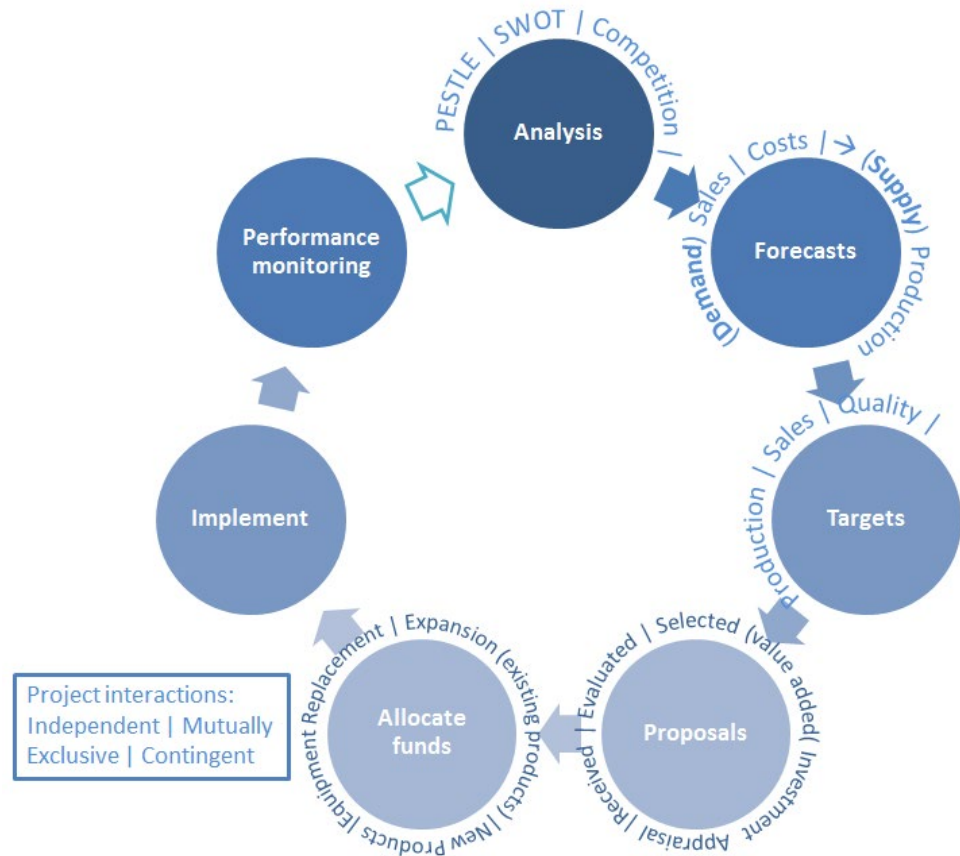 PESTLE | SWOT | Competition |
Analysis
(Demand) Sales | Costs | → (Supply) Production
Forecasts
Production | Sales | Quality |
Targets
|Received | Evaluated | Selected (value added( Investment Appraisal
Proposals
|Equipment Replacement | Expansion (existing products) | New Products
Allocate
funds
Implement
Performance
monitoring
Project interactions:
Independent | Mutually
Exclusive | Contingent